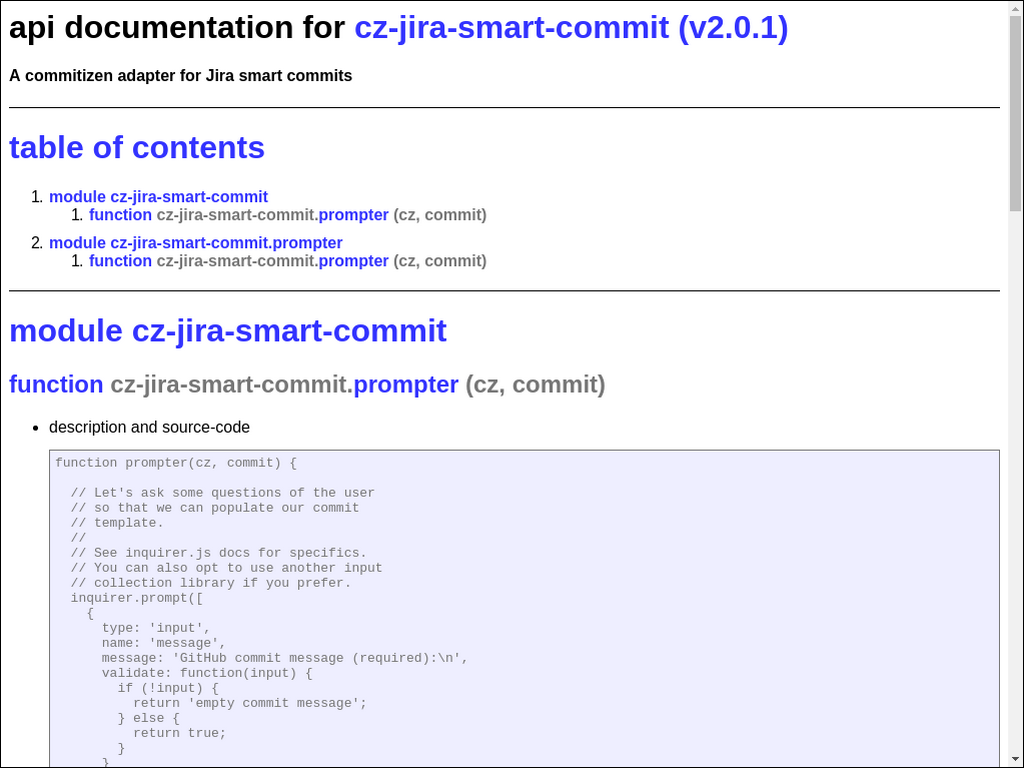 api documentation for cz-jira-smart-commit (v2.0.1)
A commitizen adapter for Jira smart commits
table of contents
1. module cz-jira-smart-commit
1. function cz-jira-smart-commit.prompter (cz, commit)
2. module cz-jira-smart-commit.prompter
1. function cz-jira-smart-commit.prompter (cz, commit)
module cz-jira-smart-commit
function cz-jira-smart-commit.prompter (cz, commit)
• description and source-code
function prompter(cz, commit) {

  // Let's ask some questions of the user
  // so that we can populate our commit
  // template.
  //
  // See inquirer.js docs for specifics.
  // You can also opt to use another input
  // collection library if you prefer.
  inquirer.prompt([
    {
      type: 'input',
      name: 'message',
      message: 'GitHub commit message (required):\n',
      validate: function(input) {
        if (!input) {
          return 'empty commit message';
        } else {
          return true;
        }
      }